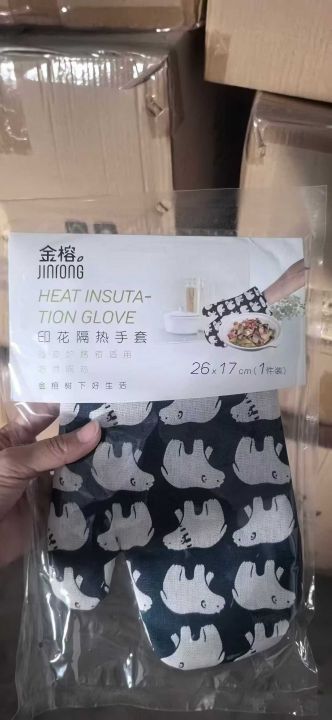 金榕
JINRONG
HEAT INSUTA-
TION GLOVE
印花隔热手套
26×17cm(1件装)
金榕树下好生活